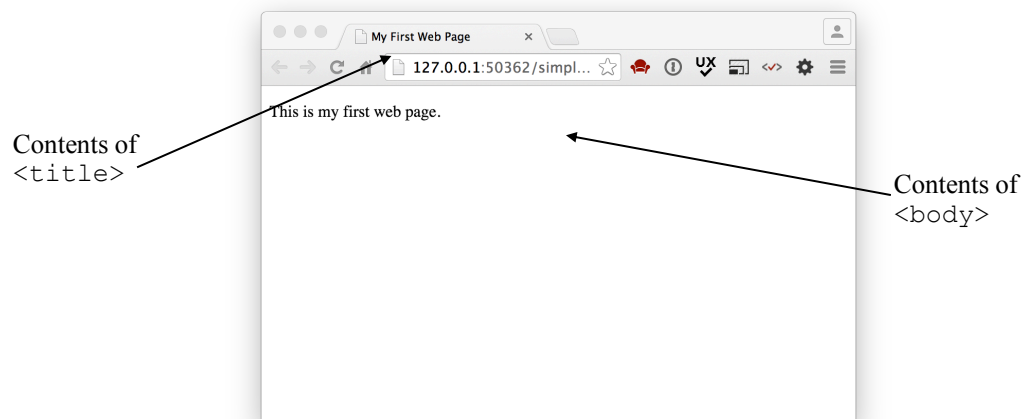 My First Web Page
127.0.0.1:50362/simpl...
UX
This is my first web page.
Contents of
<title>
Contents of
<body>